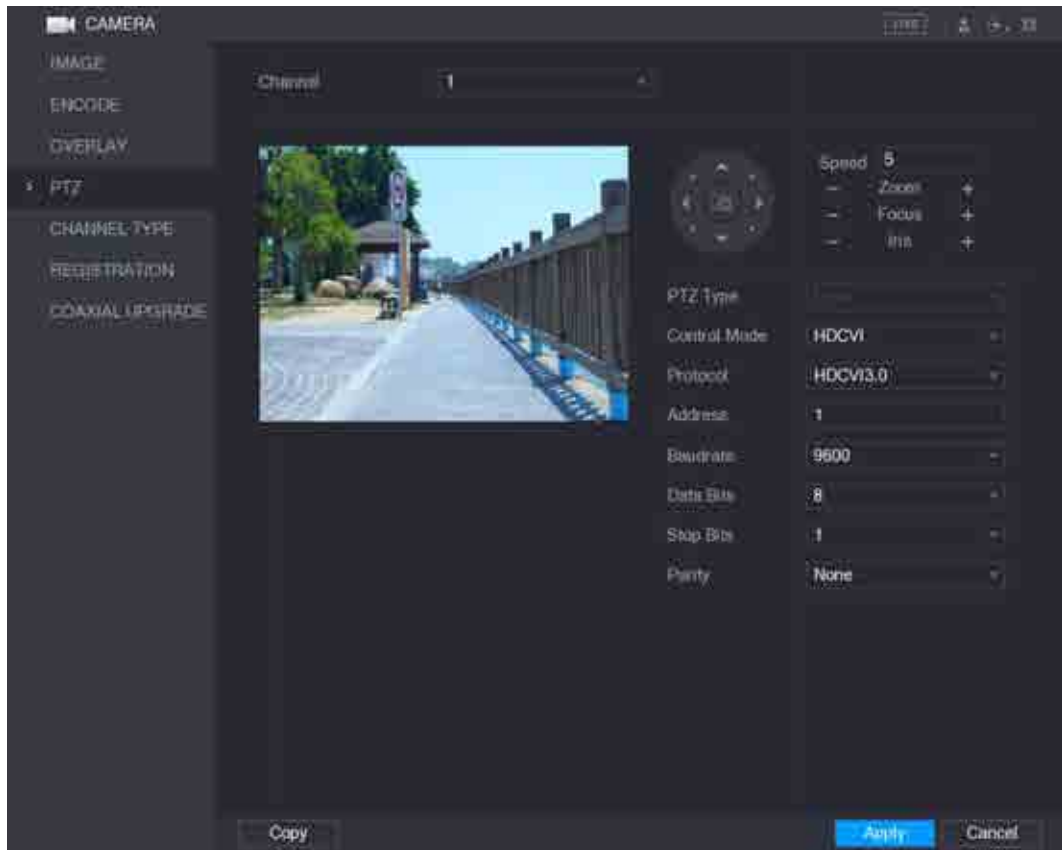 CAMERA
LIVE
IMAGE
ENCODE
OVERLAY
PTZ
CHANNEL TYPE
REGISTRATION
COAXIAL UPGRADE
Channel 1
Speed 5
- Zoom +
- Focus +
- Iris +
PTZ Type
Control Mode HDCVI
Protocol HDCVI3.0
Address 1
Baudrate 9600
Data Bits 8
Stop Bits 1
Parity None
Copy Apply Cancel